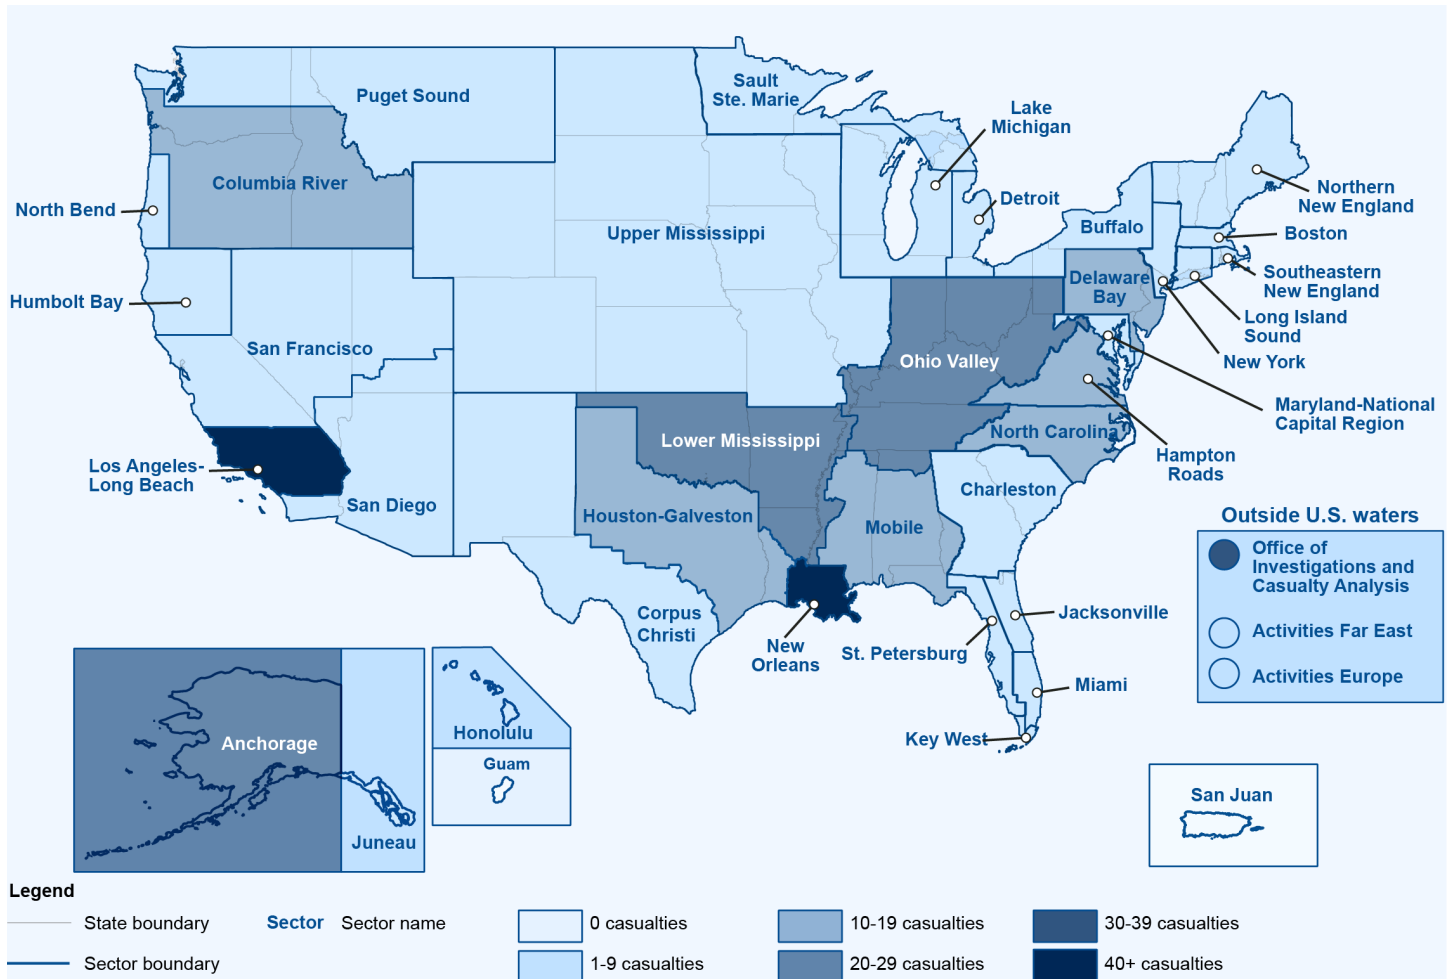 Puget Sound
Sault
Ste. Marie
Lake
Michigan
Columbia River
North Bend
Detroit
Northern
New England
Upper Mississippi
Buffalo
Boston
Delaware
Bay
Southeastern
New England
Humbolt Bay
Long Island
Sound
San Francisco
Ohio Valley
New York
Maryland-National
Capital Region
Lower Mississippi
North Carolina
Hampton
Roads
Los Angeles-
Long Beach
San Diego
Charleston
Houston-Galveston
Mobile
Outside U.S. waters
Office of
Investigations and
Casualty Analysis
Activities Far East
Activities Europe
Corpus
Christi
New
Orleans
St. Petersburg
Jacksonville
Miami
Key West
Anchorage
Juneau
Honolulu
Guam
San Juan
Legend
State boundary
Sector Sector name
0 casualties
10-19 casualties
30-39 casualties
Sector boundary
1-9 casualties
20-29 casualties
40+ casualties